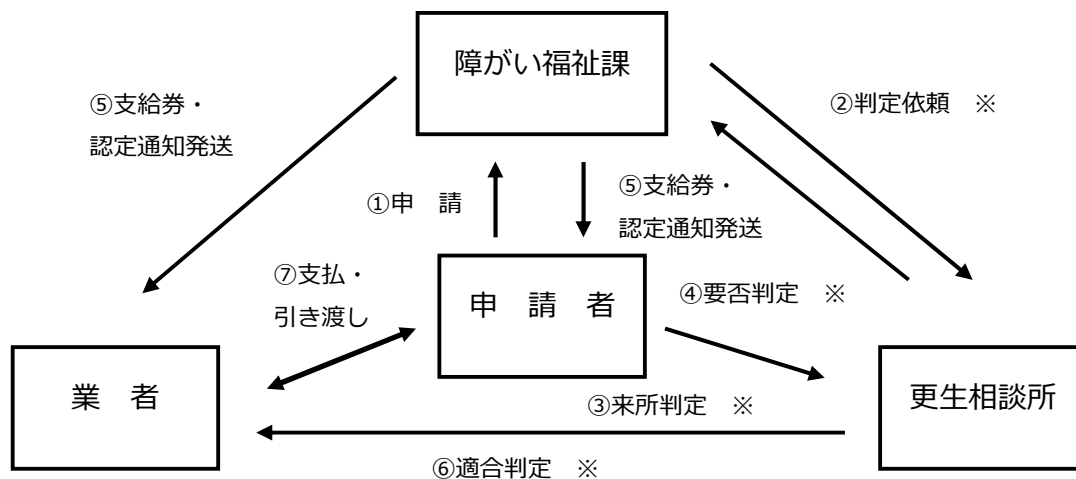 障がい福祉課
⑤支給券・
認定通知発送
②判定依頼　※
①申　請
⑤支給券・
認定通知発送
⑦支払・
引き渡し
申　請　者
④要否判定　※
業　者
更生相談所
③来所判定　※
⑥適合判定　※